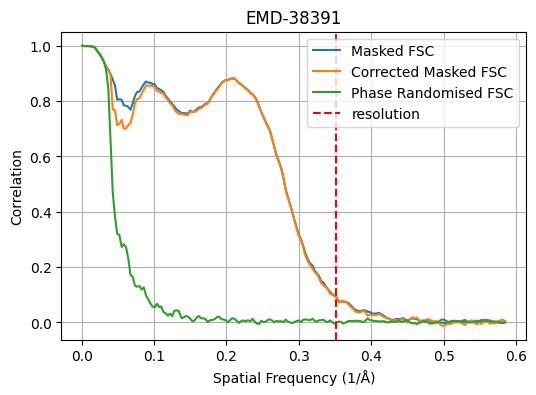 EMD-38391
Masked FSC
Corrected Masked FSC
Phase Randomised FSC
resolution
1.0
0.8
0.6
0.4
0.2
0.0
Correlation
0.0 0.1 0.2 0.3 0.4 0.5 0.6
Spatial Frequency (1/Å)